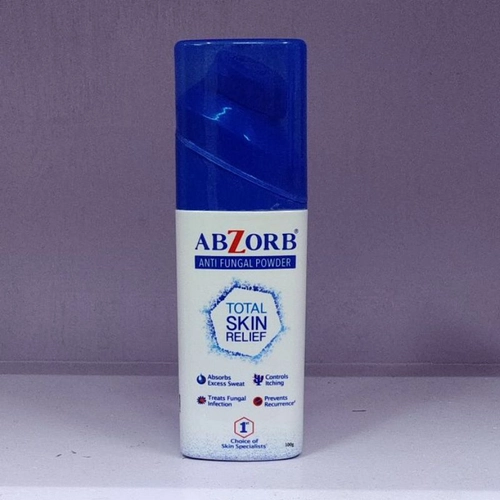 ABZORB®
ANTI FUNGAL POWDER
TOTAL
SKIN
RELIEF
Absorbs
Excess Sweat
Controls
Itching
Treats Fungal
Infection
Prevents
Recurrence
1
Choice of
Skin Specialists
100g